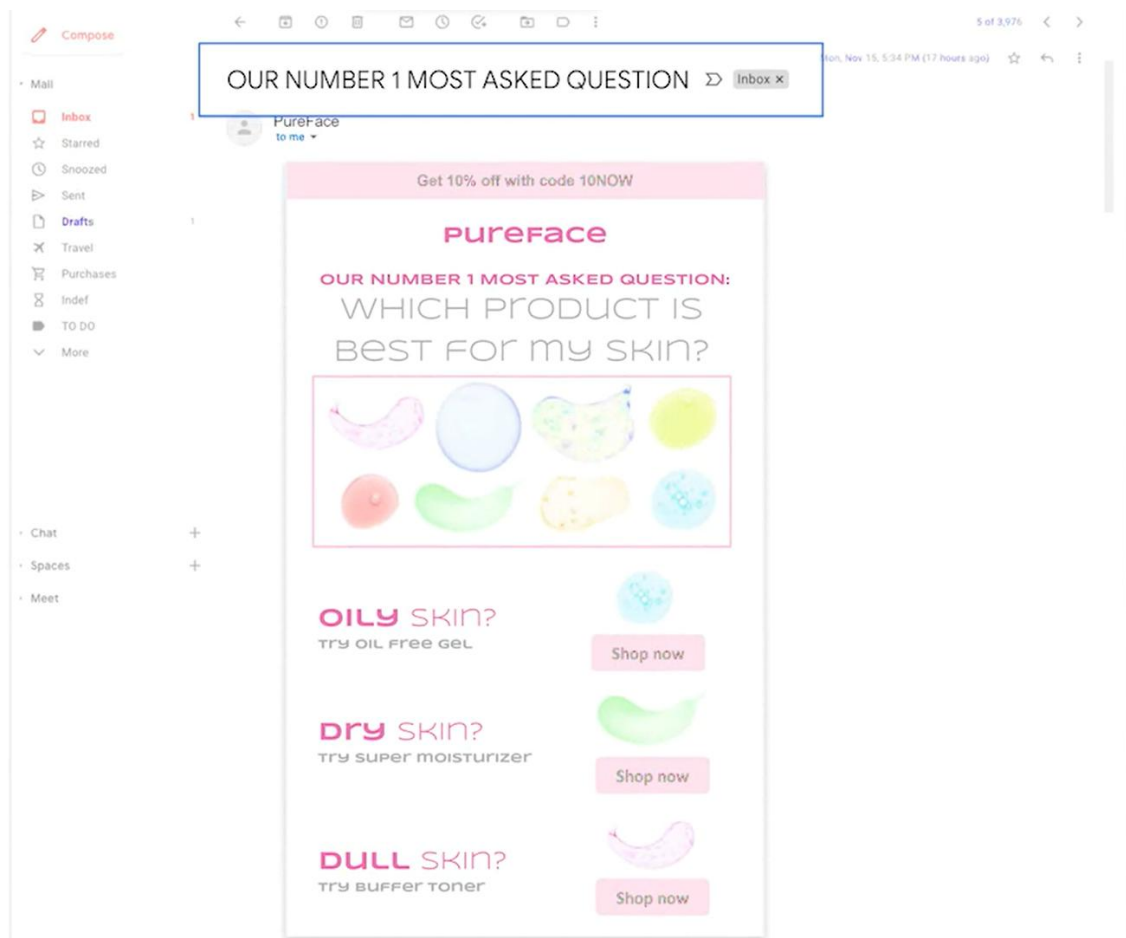 5 of 3,976
Compose
Mon, Nov 15, 5:34 PM (17 hours ago)
OUR NUMBER 1 MOST ASKED QUESTION Inbox ×
Mail
Inbox 1
Starred
Snoozed
Sent
Drafts 1
Travel
Purchases
Indef
TO DO
More
Chat
Spaces
Meet
PureFace
to me
Get 10% off with code 10NOW
PureFace
OUR NUMBER 1 MOST ASKED QUESTION:
WHICH PRODUCT IS
BEST FOR MY SKIN?
OILY SKIN?
Try OIL Free Gel
Shop now
Dry SKIN?
Try Super Moisturizer
Shop now
DULL SKIN?
Try Buffer Toner
Shop now